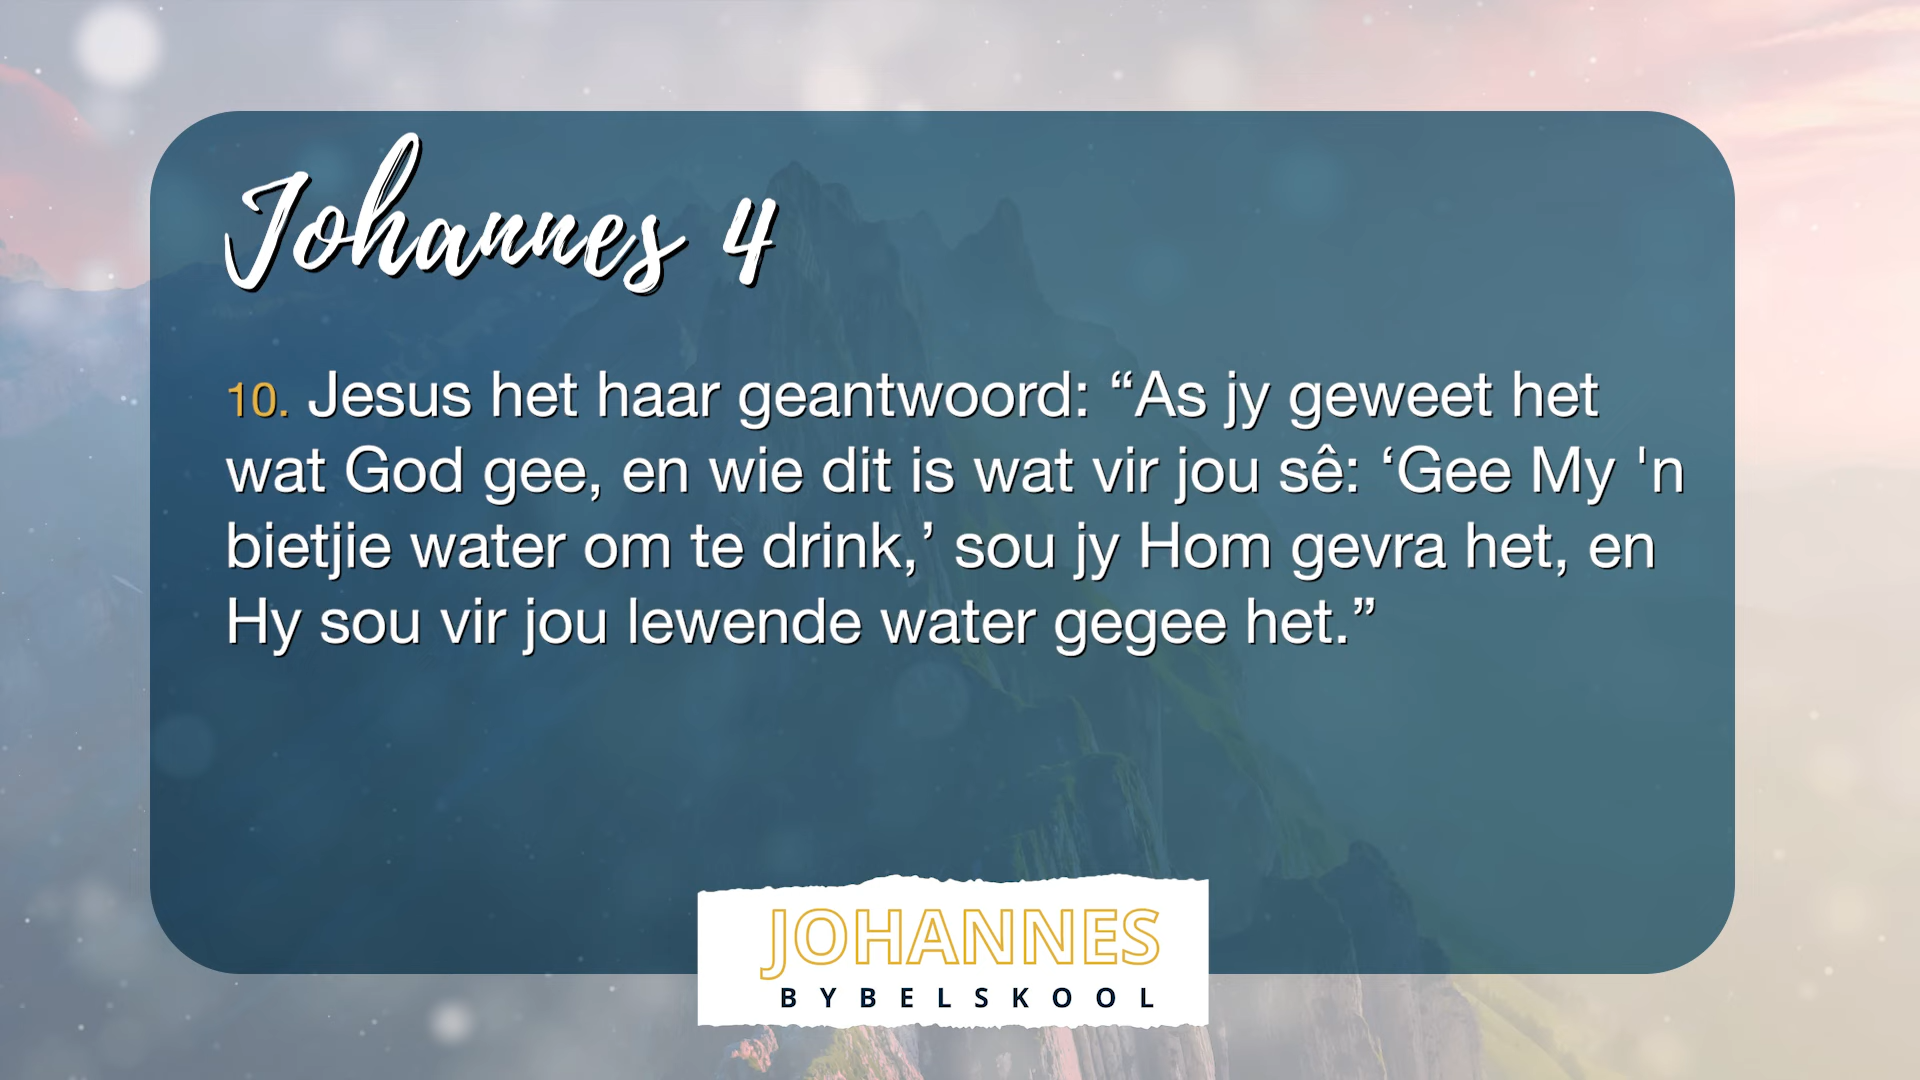 Johannes 4
10. Jesus het haar geantwoord: “As jy geweet het
wat God gee, en wie dit is wat vir jou sê: ‘Gee My 'n
bietjie water om te drink,’ sou jy Hom gevra het, en
Hy sou vir jou lewende water gegee het.”
JOHANNES
BYBELSKOOL